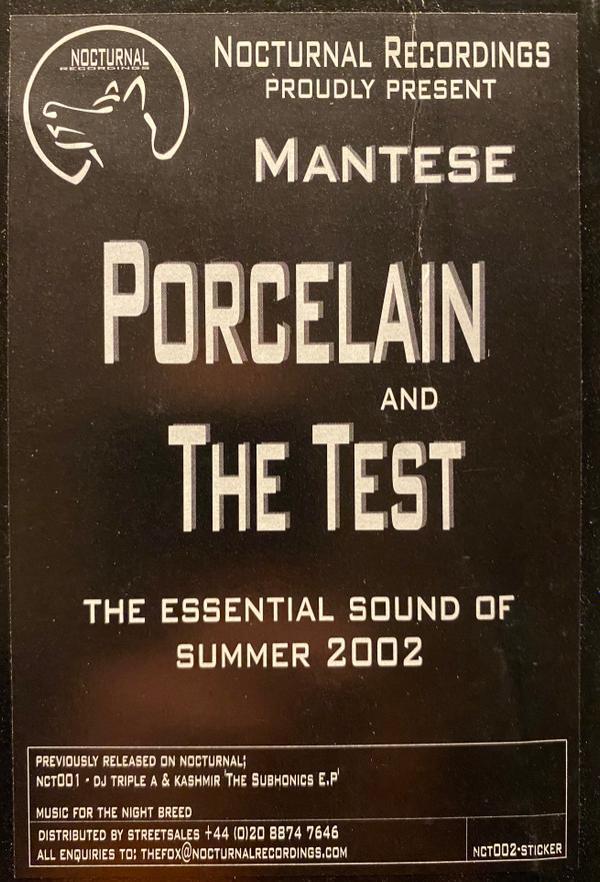 NOCTURNAL
RECORDINGS
NOCTURNAL RECORDINGS
PROUDLY PRESENT
MANTESE
PORCELAIN
AND
THE TEST
THE ESSENTIAL SOUND OF
SUMMER 2002
PREVIOUSLY RELEASED ON NOCTURNAL;
NCT001 - DJ TRIPLE A & KASHMIR 'THE SUBHONICS E.P'
MUSIC FOR THE NIGHT BREED
DISTRIBUTED BY STREETSALES +44 (0)20 8874 7646
ALL ENQUIRIES TO: THEFOX@NOCTURNALRECORDINGS.COM
NCT002-STICKER